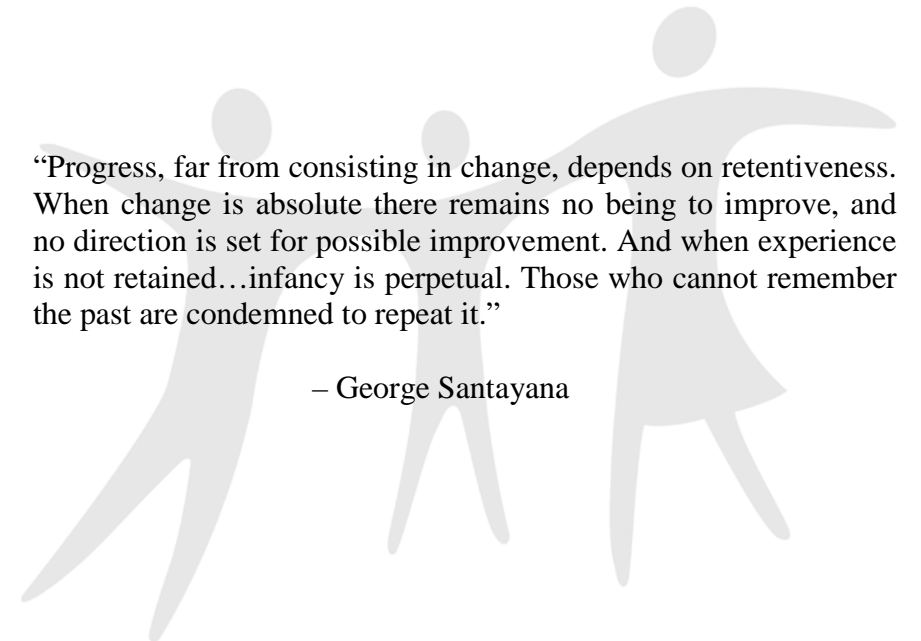 “Progress, far from consisting in change, depends on retentiveness.
When change is absolute there remains no being to improve, and
no direction is set for possible improvement. And when experience
is not retained…infancy is perpetual. Those who cannot remember
the past are condemned to repeat it.”
– George Santayana